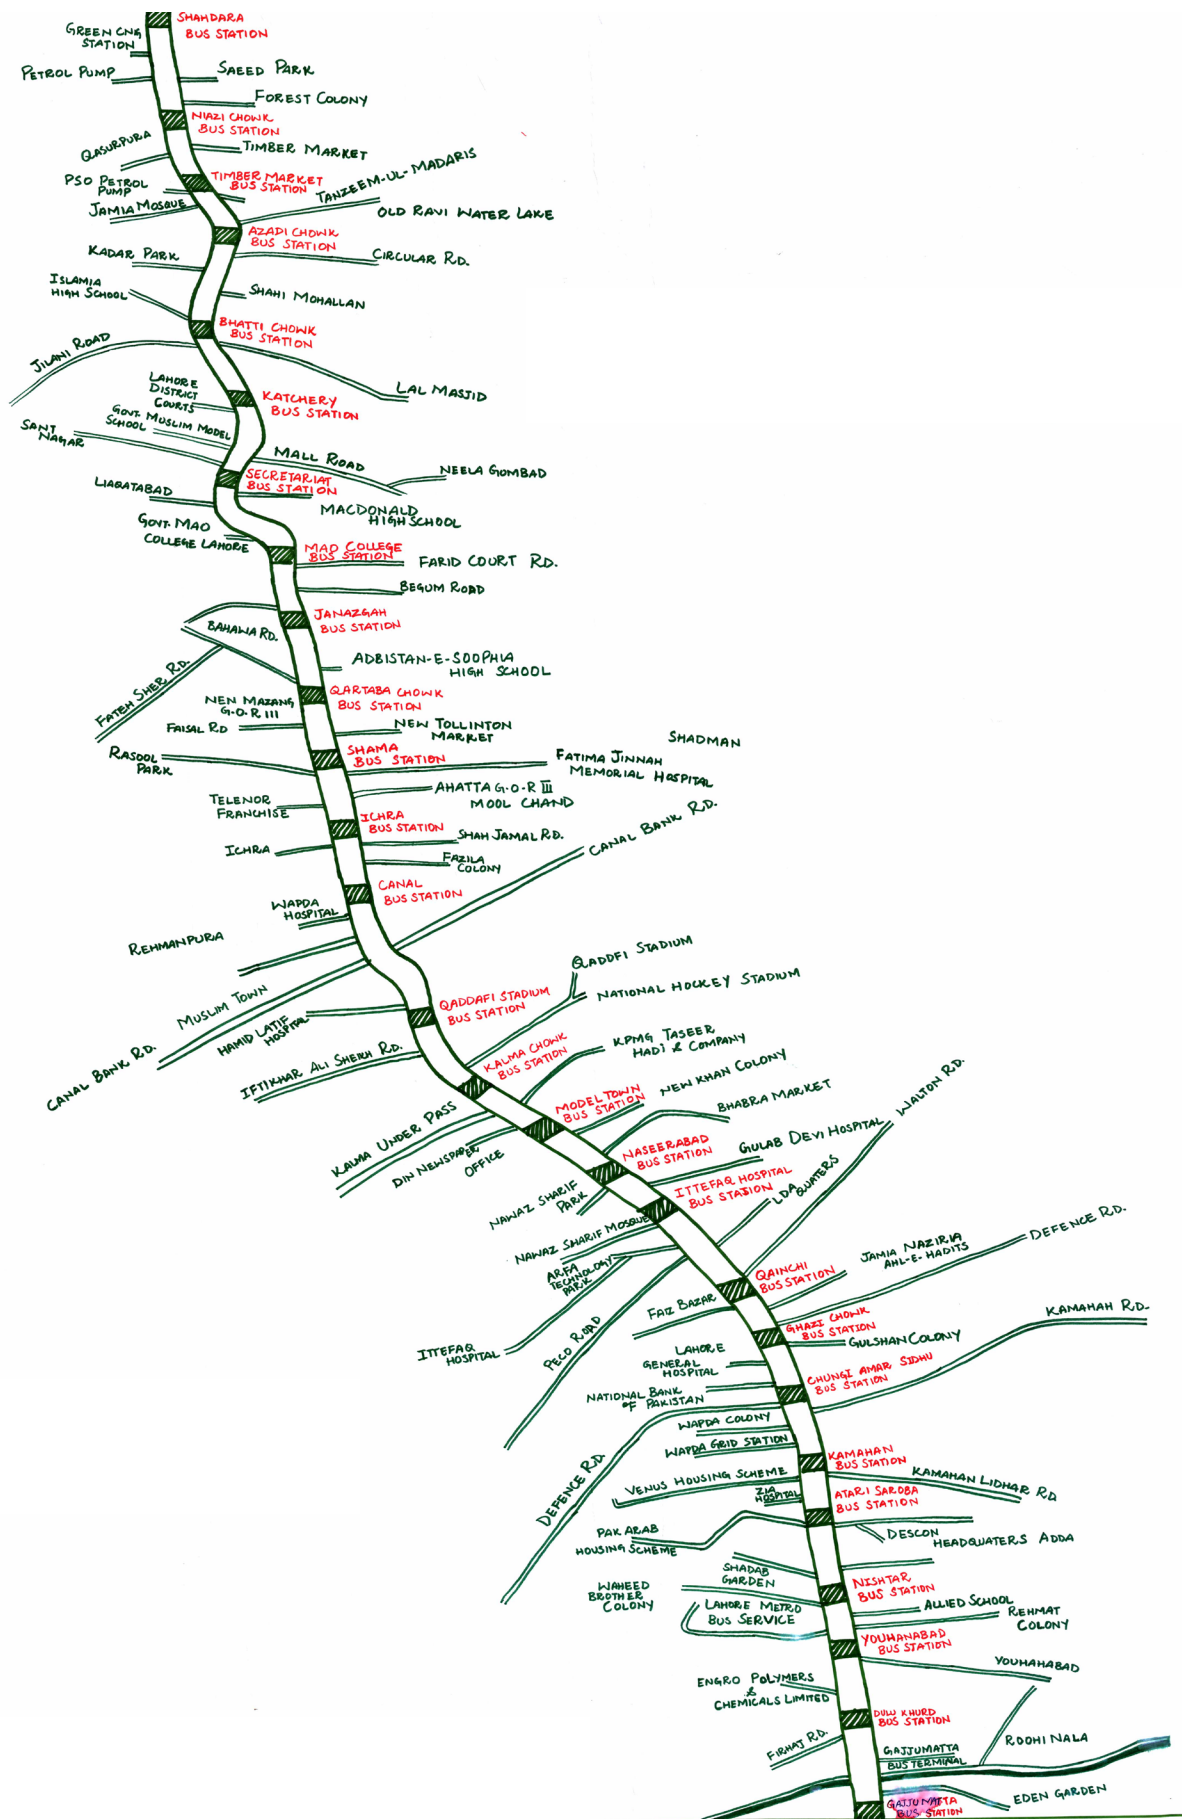 SHAHDARA
BUS STATION
GREEN CNG
STATION
PETROL PUMP
SAEED PARK
FOREST COLONY
NIAZI CHOWK
BUS STATION
QASURPURA
TIMBER MARKET
PSO PETROL
PUMP
TIMBER MARKET
BUS STATION
TANZEEM-UL-MADARIS
JAMIA MOSQUE
OLD RAVI WATER LAKE
AZADI CHOWK
BUS STATION
KADAR PARK
CIRCULAR RD.
ISLAMIA
HIGH SCHOOL
SHAHI MOHALLAN
BHATTI CHOWK
BUS STATION
JILANI ROAD
LAL MASJID
LAHORE
DISTRICT
COURTS
KATCHERY
BUS STATION
GOVT. MUSLIM MODEL
SCHOOL
SANT
NAGAR
MALL ROAD
NEELA GOMBAD
SECRETARIAT
BUS STATION
LIAQATABAD
MACDONALD
HIGH SCHOOL
GOVT. MAO
COLLEGE LAHORE
MAO COLLEGE
BUS STATION
FARID COURT RD.
BEGUM ROAD
JANAZGAH
BUS STATION
BAHAWA RD.
ADBISTAN-E-SOOPHIA
HIGH SCHOOL
FATEH SHER RD.
QARTABA CHOWK
BUS STATION
NEN MAZANG
G.O.R III
FAISAL RD
NEW TOLLINTON
MARKET
SHADMAN
RASOOL
PARK
SHAMA
BUS STATION
FATIMA JINNAH
MEMORIAL HOSPITAL
AHATTA G.O.R III
MOOL CHAND
TELENOR
FRANCHISE
ICHRA
BUS STATION
SHAH JAMAL RD.
CANAL BANK RD.
ICHRA
FAZILA
COLONY
CANAL
BUS STATION
WAPDA
HOSPITAL
REHMANPURA
QADDFI STADIUM
NATIONAL HOCKEY STADIUM
MUSLIM TOWN
QADDAFI STADIUM
BUS STATION
HAMID LATIF
HOSPITAL
CANAL BANK RD.
IFTIKHAR ALI SHEIKH RD.
KALMA CHOWK
BUS STATION
KPMG TASEER
HADI & COMPANY
NEW KHAN COLONY
MODEL TOWN
BUS STATION
BHABRA MARKET
WALTON RD.
KALMA UNDER PASS
DIN NEWSPAPER
OFFICE
NASEERABAD
BUS STATION
GULAB DEVI HOSPITAL
NAWAZ SHARIF
PARK
ITTEFAQ HOSPITAL
BUS STATION
LDA QUATERS
NAWAZ SHARIF MOSQUE
ARFA
TECHNOLOGY
PARK
QAINCHI
BUS STATION
JAMIA NAZIRIA
AHL-E-HADITS
DEFENCE RD.
FAIZ BAZAR
ITTEFAQ
HOSPITAL
PECO ROAD
GHAZI CHOWK
BUS STATION
GULSHAN COLONY
KAMAHAH RD.
LAHORE
GENERAL
HOSPITAL
CHUNGI AMAR SIDHU
BUS STATION
NATIONAL BANK
OF PAKISTAN
WAPDA COLONY
WAPDA GRID STATION
DEFENCE RD.
KAMAHAN
BUS STATION
VENUS HOUSING SCHEME
KAMAHAN LIDHAR RD
ZIA
HOSPITAL
ATARI SAROBA
BUS STATION
PAK ARAB
HOUSING SCHEME
DESCON
HEADQUATERS ADDA
SHADAB
GARDEN
NISHTAR
BUS STATION
WAHEED
BROTHER
COLONY
LAHORE METRO
BUS SERVICE
ALLIED SCHOOL
REHMAT
COLONY
YOUHANABAD
BUS STATION
YOUHAHABAD
ENGRO POLYMERS
&
CHEMICALS LIMITED
DULU KHURD
BUS STATION
FIRHAJ RD.
GAJJUMATTA
BUS TERMINAL
ROOHI NALA
EDEN GARDEN
GAJJUMATTA
BUS STATION